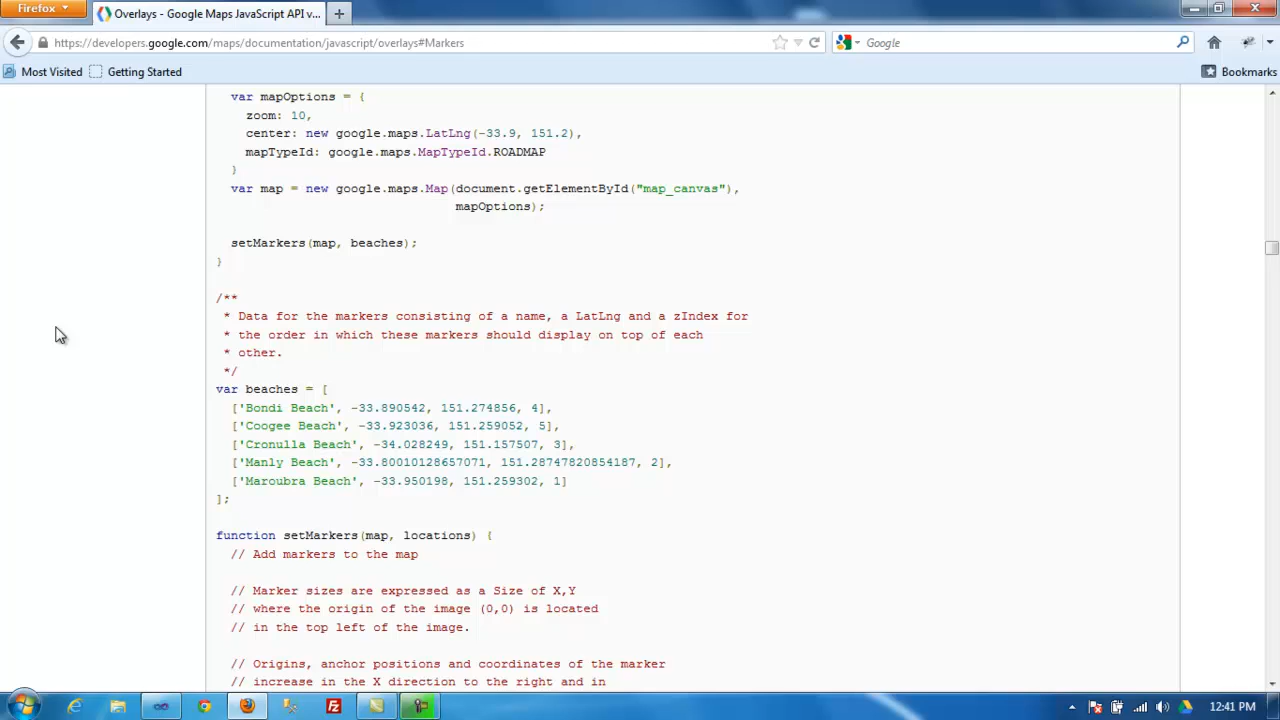 Firefox
Overlays - Google Maps JavaScript API v...
https://developers.google.com/maps/documentation/javascript/overlays#Markers
Google
Most Visited
Getting Started
Bookmarks
var mapOptions = {
zoom: 10,
center: new google.maps.LatLng(-33.9, 151.2),
mapTypeId: google.maps.MapTypeId.ROADMAP
}
var map = new google.maps.Map(document.getElementById("map_canvas"),
mapOptions);
setMarkers(map, beaches);
}
/**
* Data for the markers consisting of a name, a LatLng and a zIndex for
* the order in which these markers should display on top of each
* other.
*/
var beaches = [
['Bondi Beach', -33.890542, 151.274856, 4],
['Coogee Beach', -33.923036, 151.259052, 5],
['Cronulla Beach', -34.028249, 151.157507, 3],
['Manly Beach', -33.80010128657071, 151.28747820854187, 2],
['Maroubra Beach', -33.950198, 151.259302, 1]
];
function setMarkers(map, locations) {
// Add markers to the map
// Marker sizes are expressed as a Size of X,Y
// where the origin of the image (0,0) is located
// in the top left of the image.
// Origins, anchor positions and coordinates of the marker
// increase in the X direction to the right and in
12:41 PM